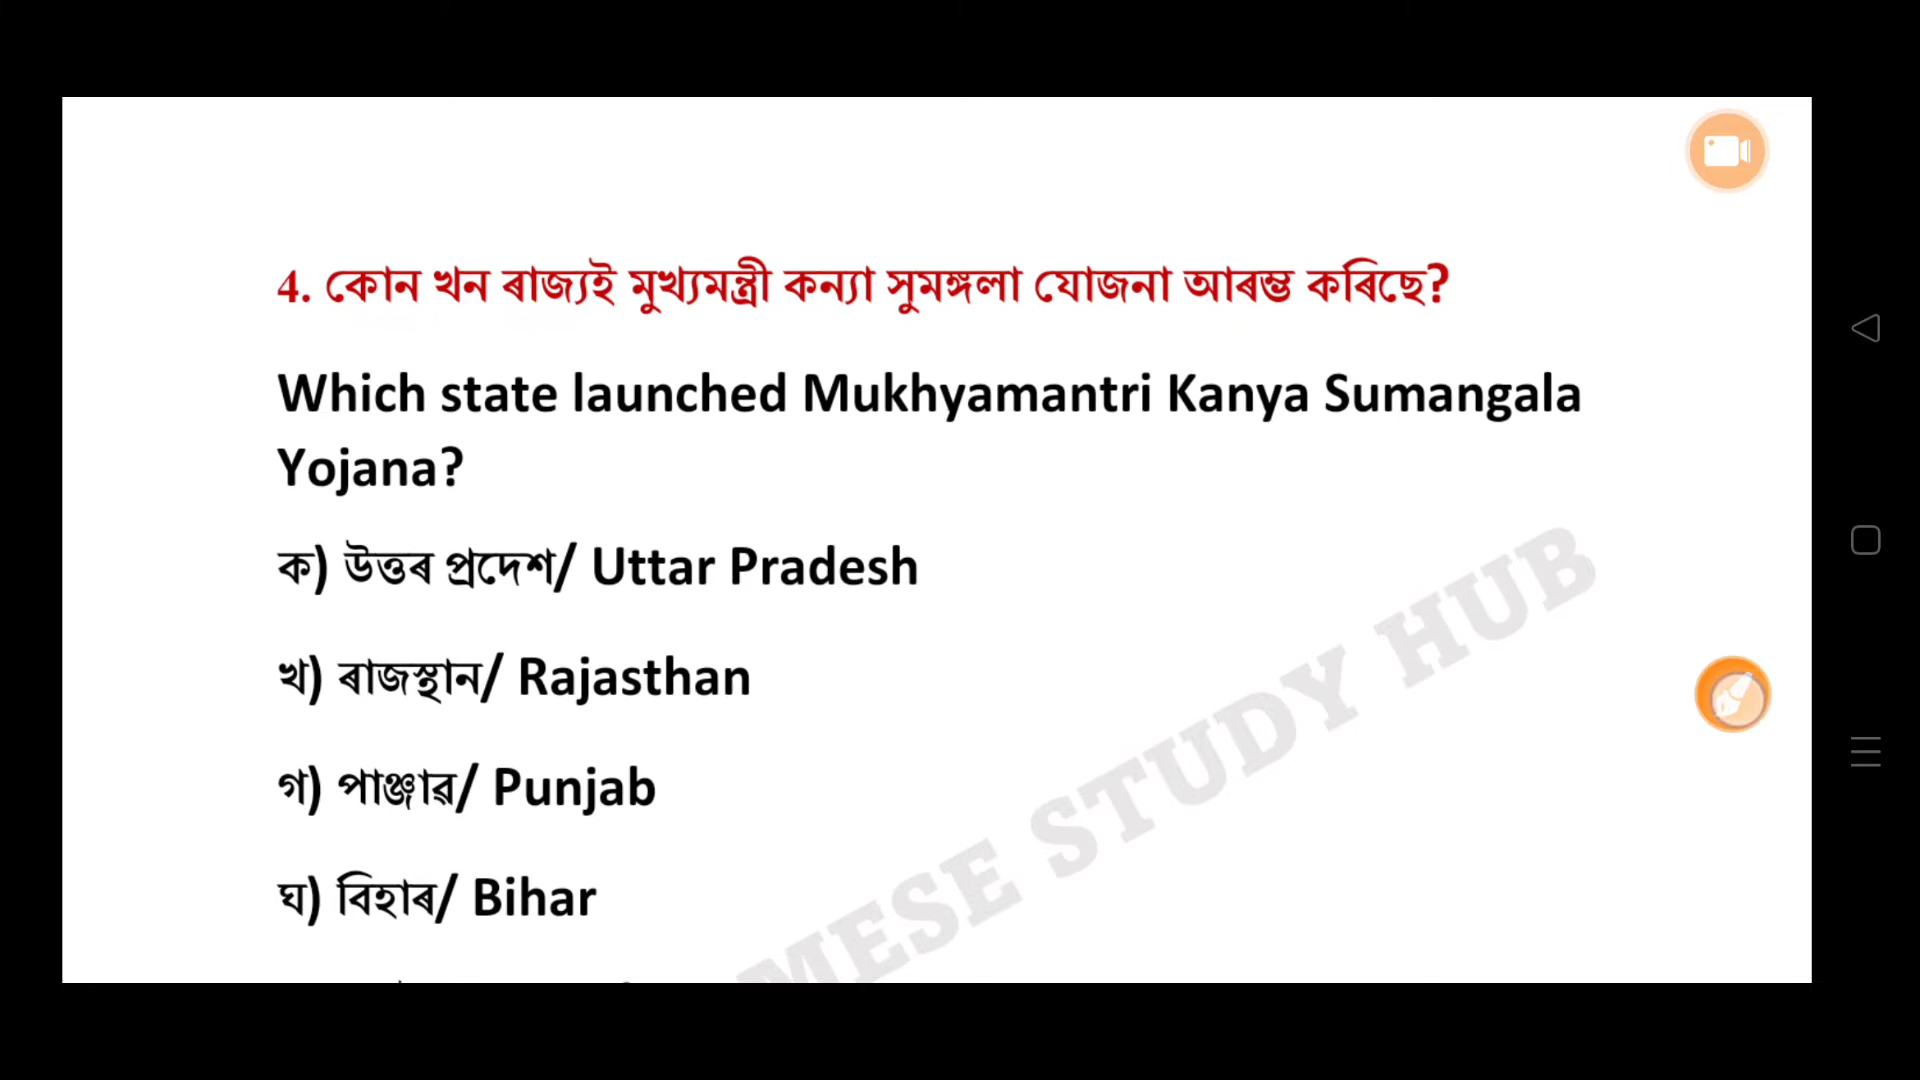 4. কোন খন ৰাজ্যই মুখ্যমন্ত্ৰী কন্যা সুমঙ্গলা যোজনা আৰম্ভ কৰিছে?
Which state launched Mukhyamantri Kanya Sumangala
Yojana?
ক) উত্তৰ প্ৰদেশ/ Uttar Pradesh
খ) ৰাজস্থান/ Rajasthan
গ) পাঞ্জাৱ/ Punjab
ঘ) বিহাৰ/ Bihar
MESE STUDY HUB